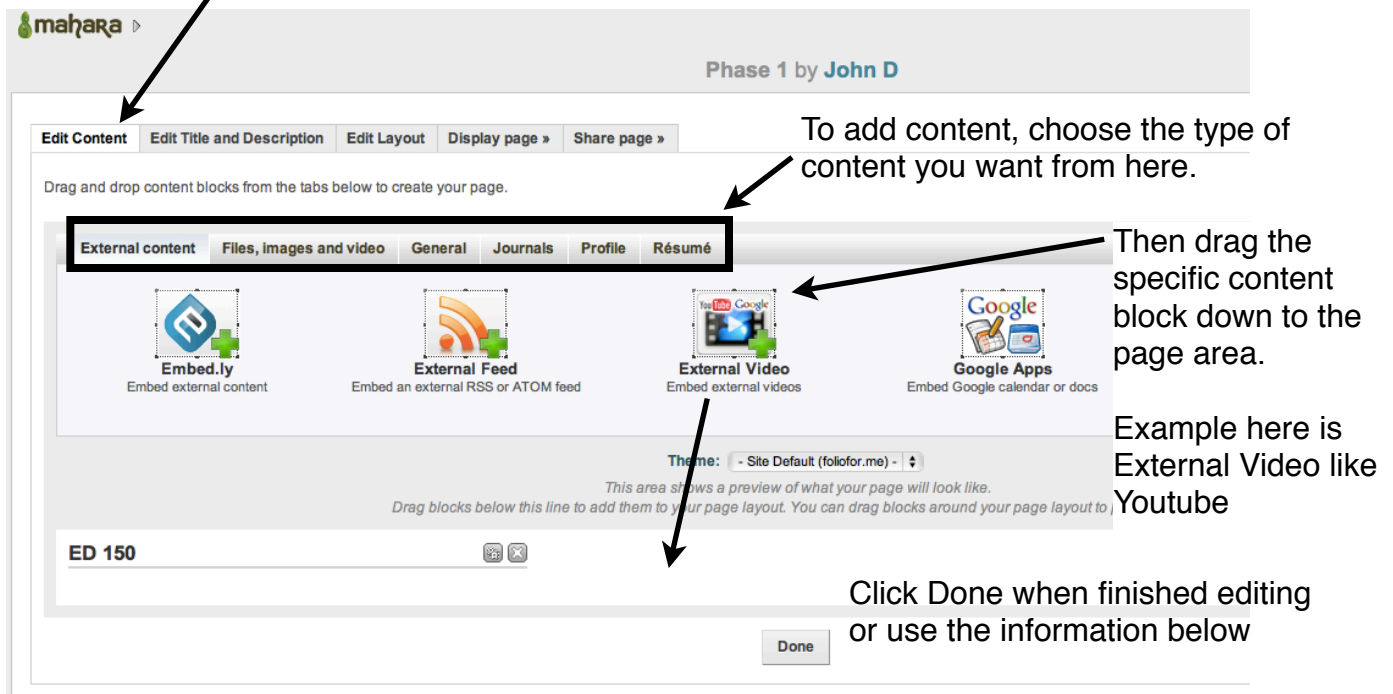 mahara
Phase 1 by John D
Edit Content Edit Title and Description Edit Layout Display page » Share page »
To add content, choose the type of
content you want from here.
Drag and drop content blocks from the tabs below to create your page.
External content Files, images and video General Journals Profile Résumé
Then drag the
specific content
block down to the
page area.
You Tube Google
Google
Embed.ly
Embed external content
External Feed
Embed an external RSS or ATOM feed
External Video
Embed external videos
Google Apps
Embed Google calendar or docs
Example here is
External Video like
Youtube
Theme: - Site Default (foliofor.me) -
This area shows a preview of what your page will look like.
Drag blocks below this line to add them to your page layout. You can drag blocks around your page layout to
ED 150
Click Done when finished editing
or use the information below
Done